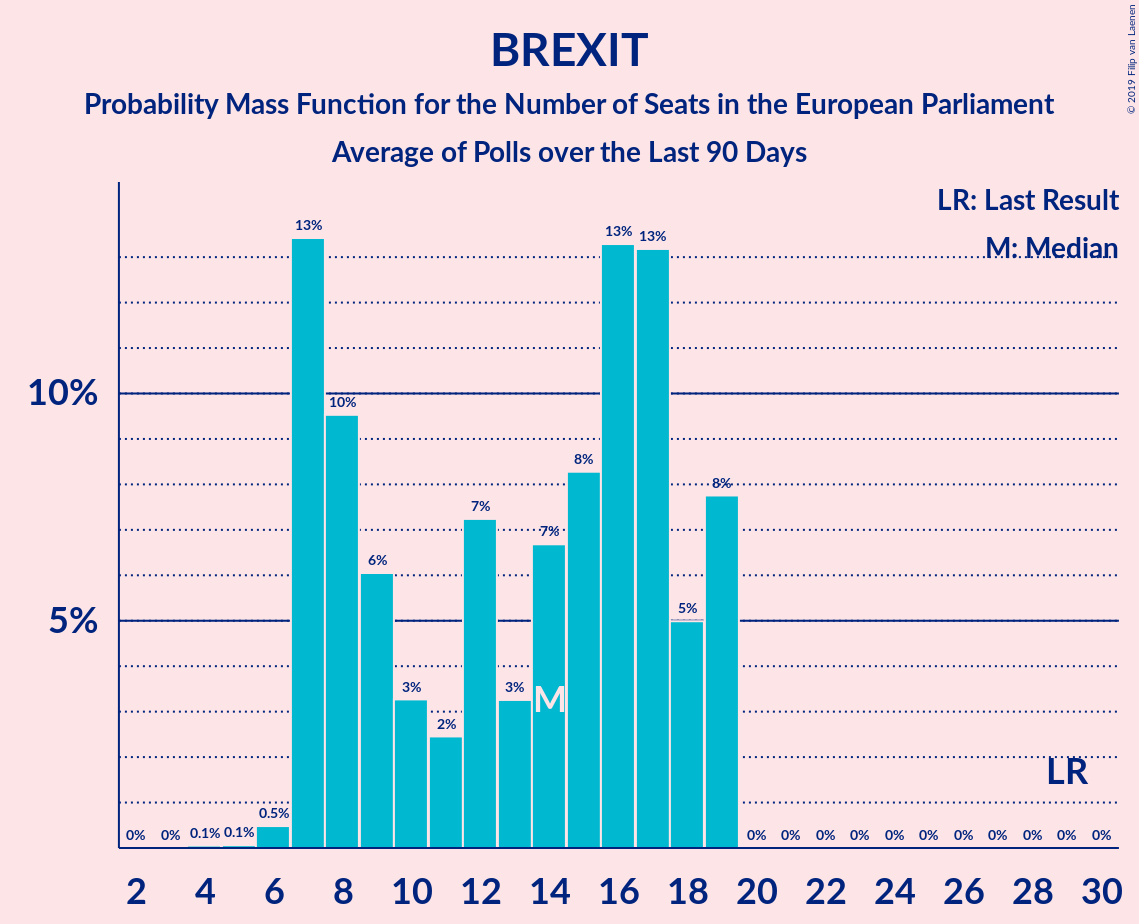 BREXIT
Probability Mass Function for the Number of Seats in the European Parliament
Average of Polls over the Last 90 Days
© 2019 Filip van Laenen
LR: Last Result
M: Median
10%
5%
0% 0% 0.1% 0.1% 0.5% 13% 10% 6% 3% 2% 7% 3% 7% 8% 13% 13% 5% 8% 0% 0% 0% 0% 0% 0% 0% 0% 0% 0% 0%
M
LR
2 4 6 8 10 12 14 16 18 20 22 24 26 28 30